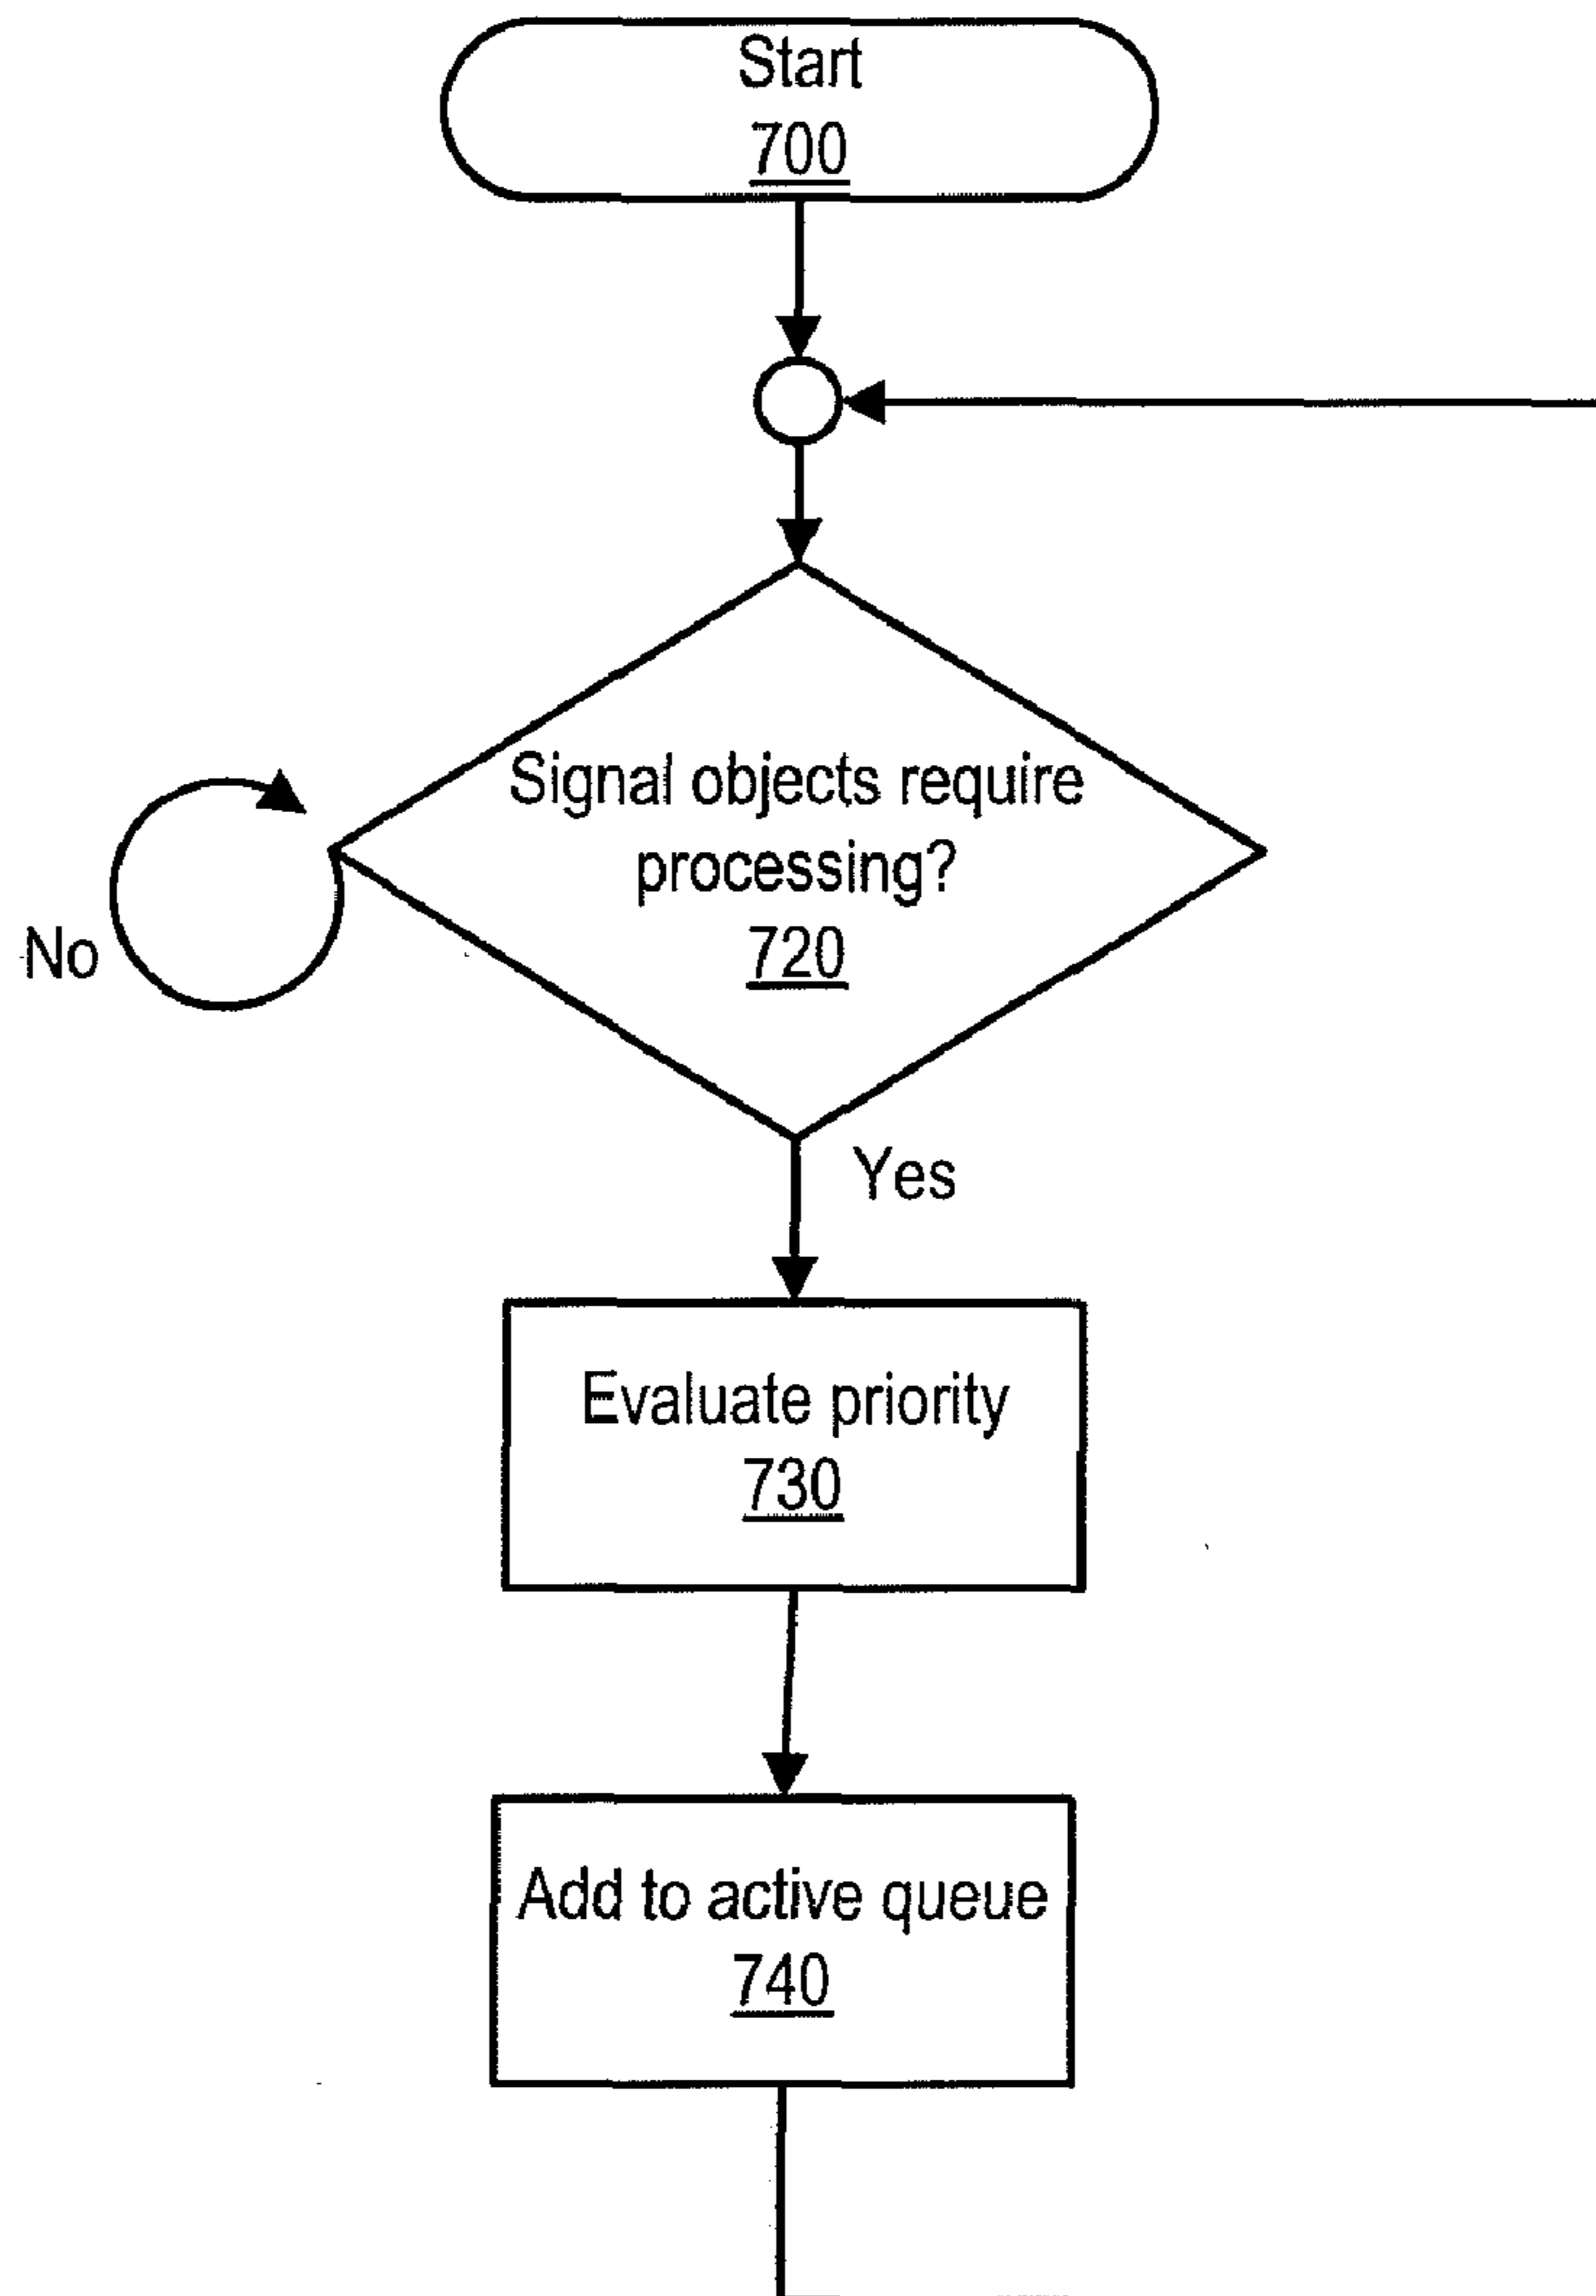 Start
700
Signal objects require
processing?
720
No
Yes
Evaluate priority
730
Add to active queue
740